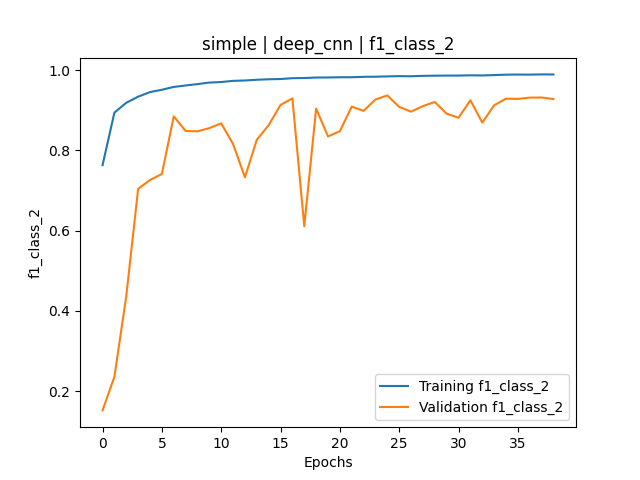 simple | deep_cnn | f1_class_2
1.0
0.8
0.6
0.4
0.2
f1_class_2
0 5 10 15 20 25 30 35
Epochs
Training f1_class_2
Validation f1_class_2